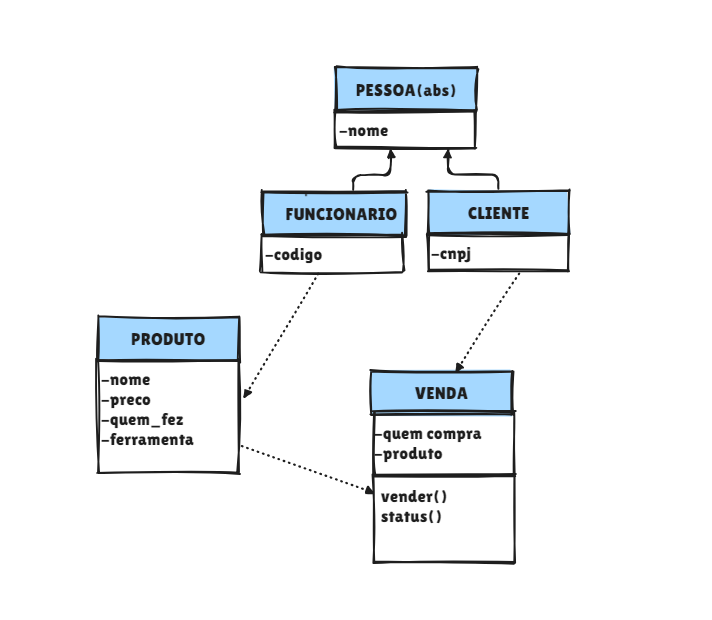 PESSOA(abs)
-nome
FUNCIONARIO
-codigo
CLIENTE
-cnpj
PRODUTO
-nome
-preco
-quem_fez
-ferramenta
VENDA
-quem compra
-produto
vender()
status()